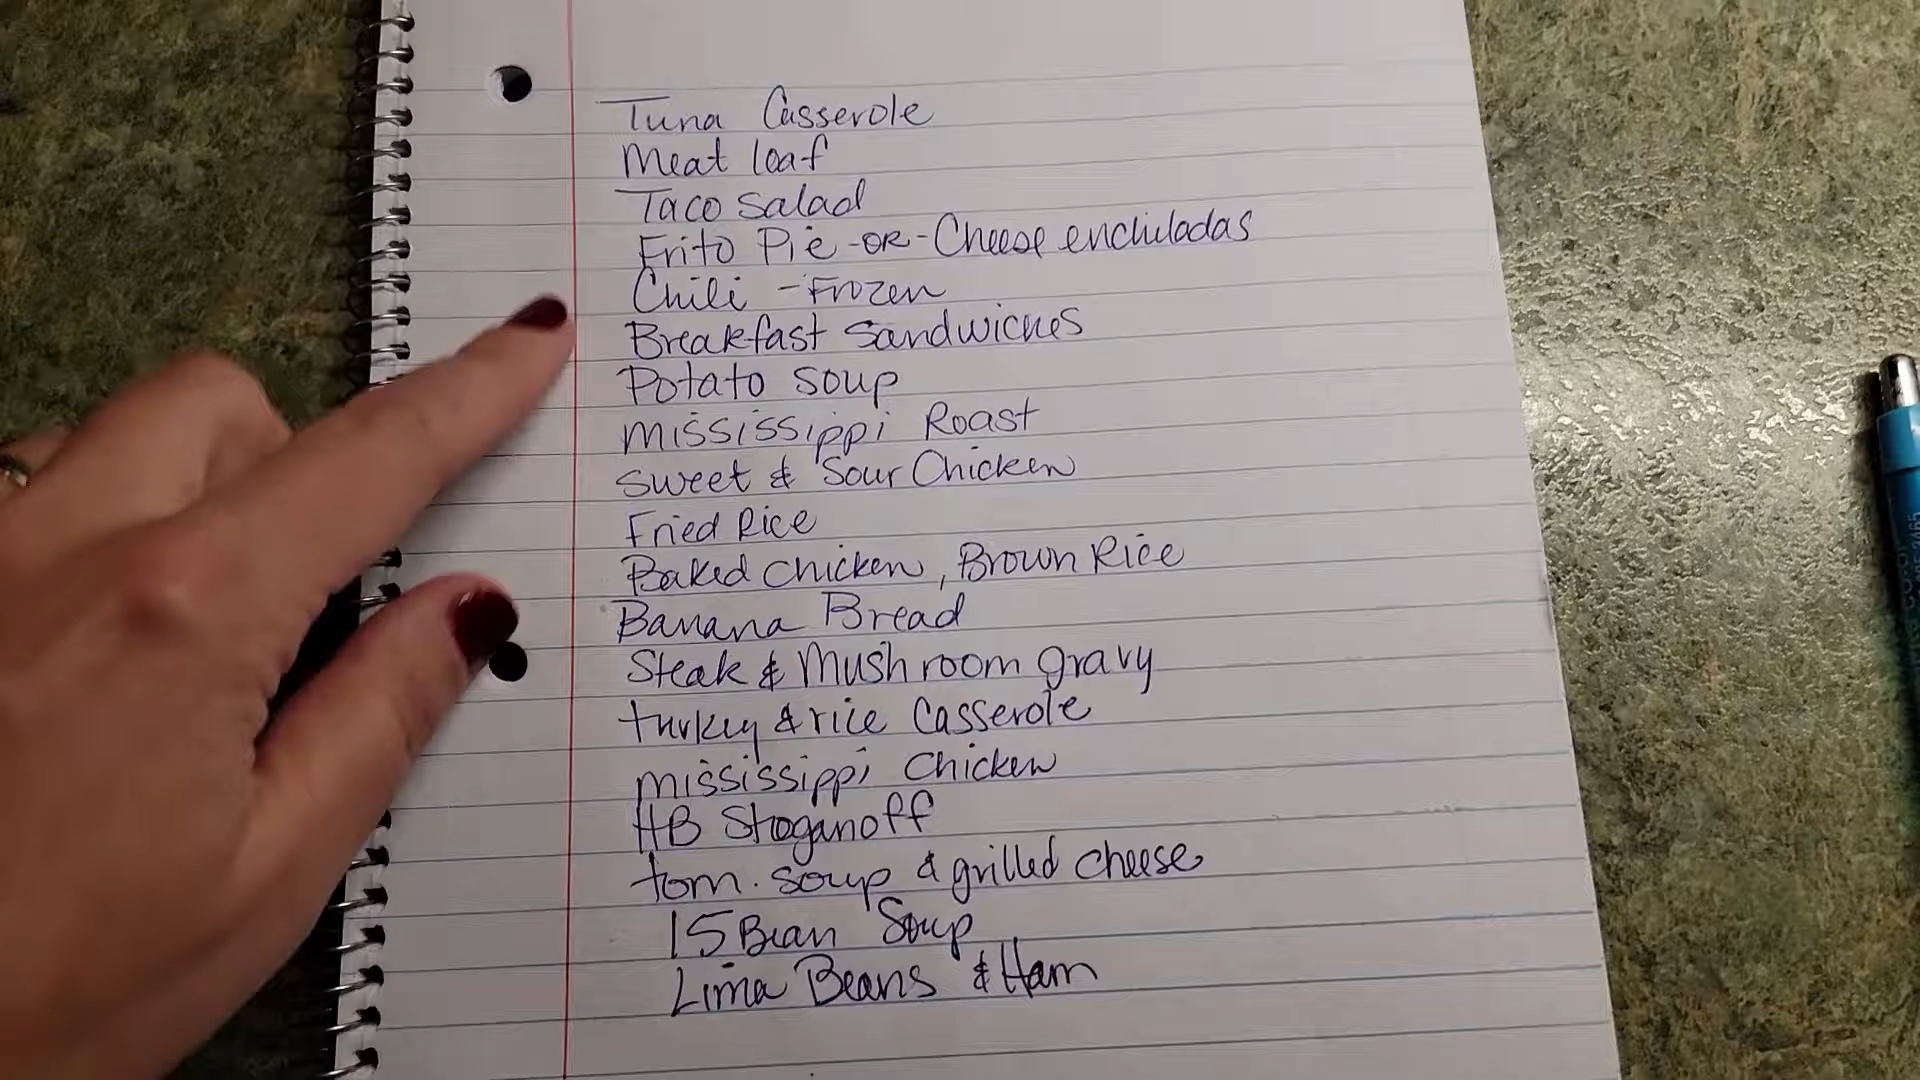 Tuna Casserole
Meat loaf
Taco Salad
Frito Pie -OR- Cheese enchiladas
Chili - Frozen
Breakfast Sandwiches
Potato Soup
Mississippi Roast
Sweet & Sour Chicken
Fried Rice
Baked Chicken, Brown Rice
Banana Bread
Steak & Mushroom gravy
turkey & rice Casserole
Mississippi Chicken
HB Stroganoff
tom. soup & grilled cheese
15 Bean Soup
Lima Beans & Ham